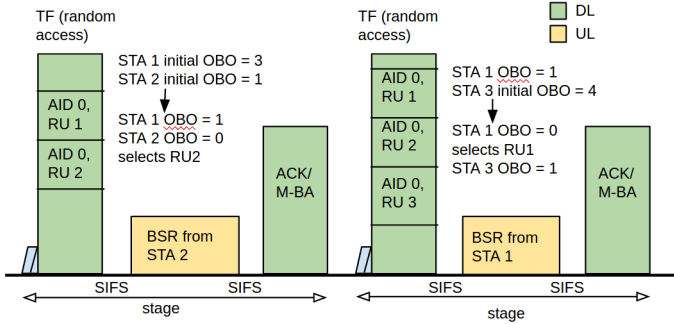 TF (random
access)
STA 1 initial OBO = 3
STA 2 initial OBO = 1
AID 0,
RU 1
AID 0,
RU 2
STA 1 OBO = 1
STA 2 OBO = 0
selects RU2
BSR from
STA 2
ACK/
M-BA
SIFS
SIFS
stage
TF (random
access)
DL
UL
STA 1 OBO = 1
STA 3 initial OBO = 4
AID 0,
RU 1
AID 0,
RU 2
AID 0,
RU 3
STA 1 OBO = 0
selects RU1
STA 3 OBO = 1
BSR from
STA 1
ACK/
M-BA
SIFS
SIFS
stage